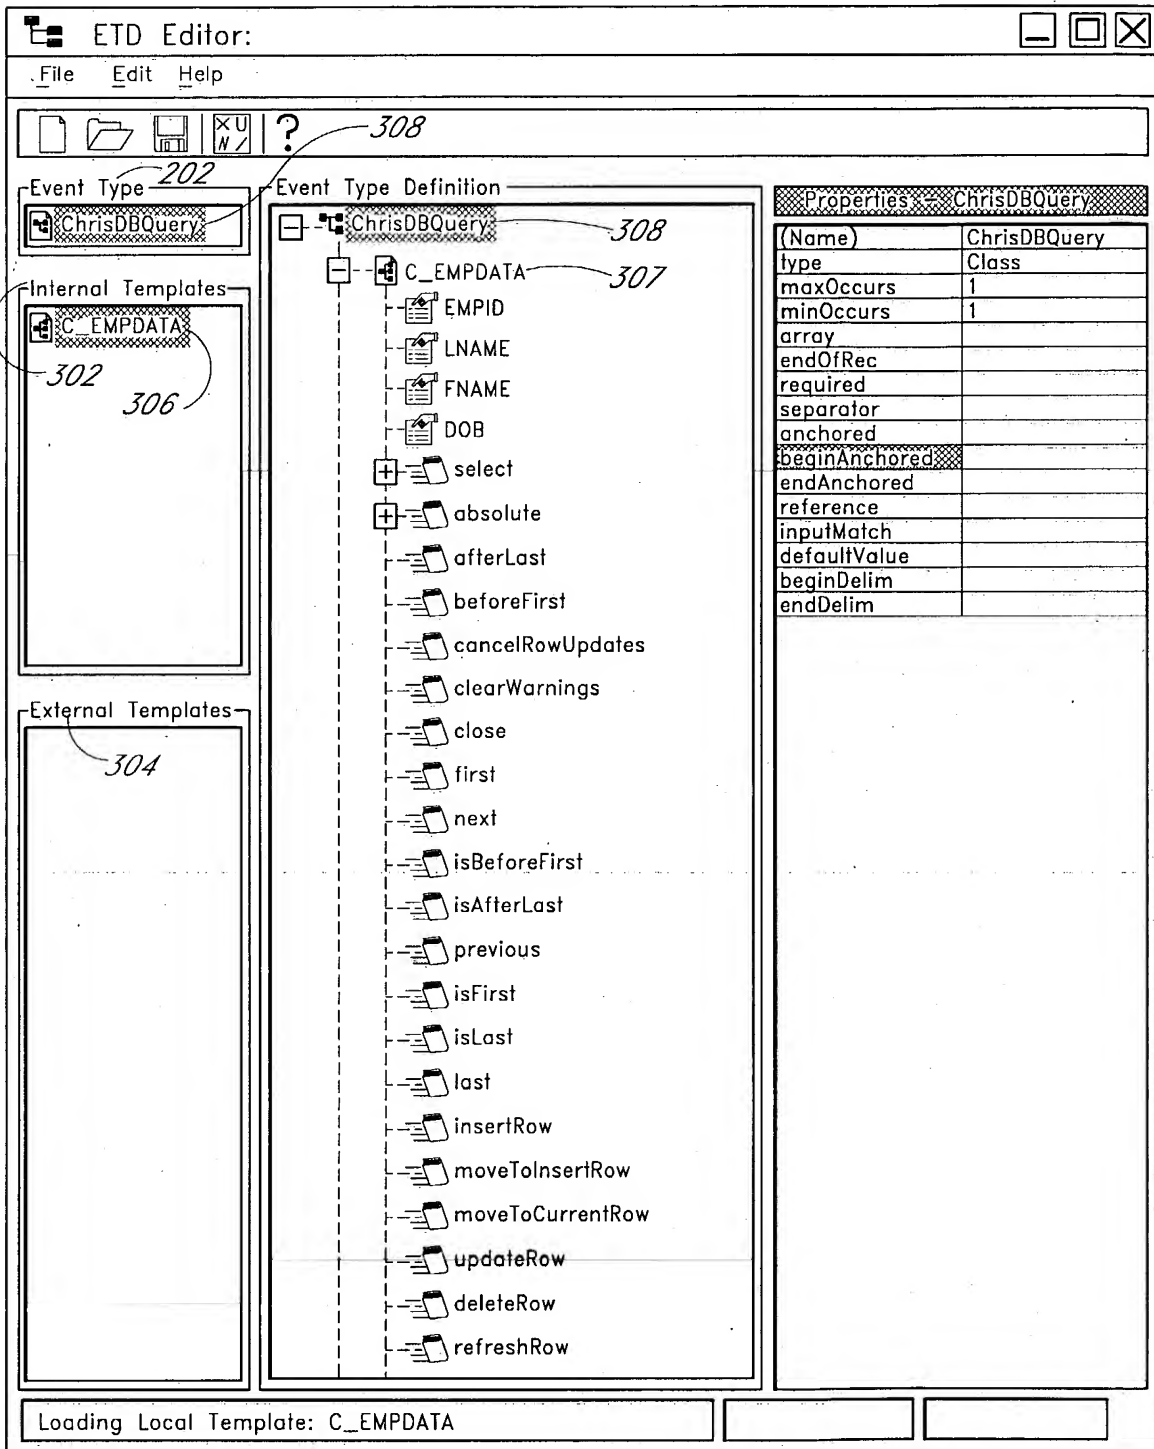 ETD Editor:
File Edit Help
XU
N/
?
308
Event Type
202
ChrisDBQuery
Internal Templates
C_EMPDATA
302
306
External Templates
304
Event Type Definition
ChrisDBQuery
308
C_EMPDATA
307
EMPID
LNAME
FNAME
DOB
select
absolute
afterLast
beforeFirst
cancelRowUpdates
clearWarnings
close
first
next
isBeforeFirst
isAfterLast
previous
isFirst
isLast
last
insertRow
moveToInsertRow
moveToCurrentRow
updateRow
deleteRow
refreshRow
Properties - ChrisDBQuery
(Name) ChrisDBQuery
type Class
maxOccurs 1
minOccurs 1
array
endOfRec
required
separator
anchored
beginAnchored
endAnchored
reference
inputMatch
defaultValue
beginDelim
endDelim
Loading Local Template: C_EMPDATA